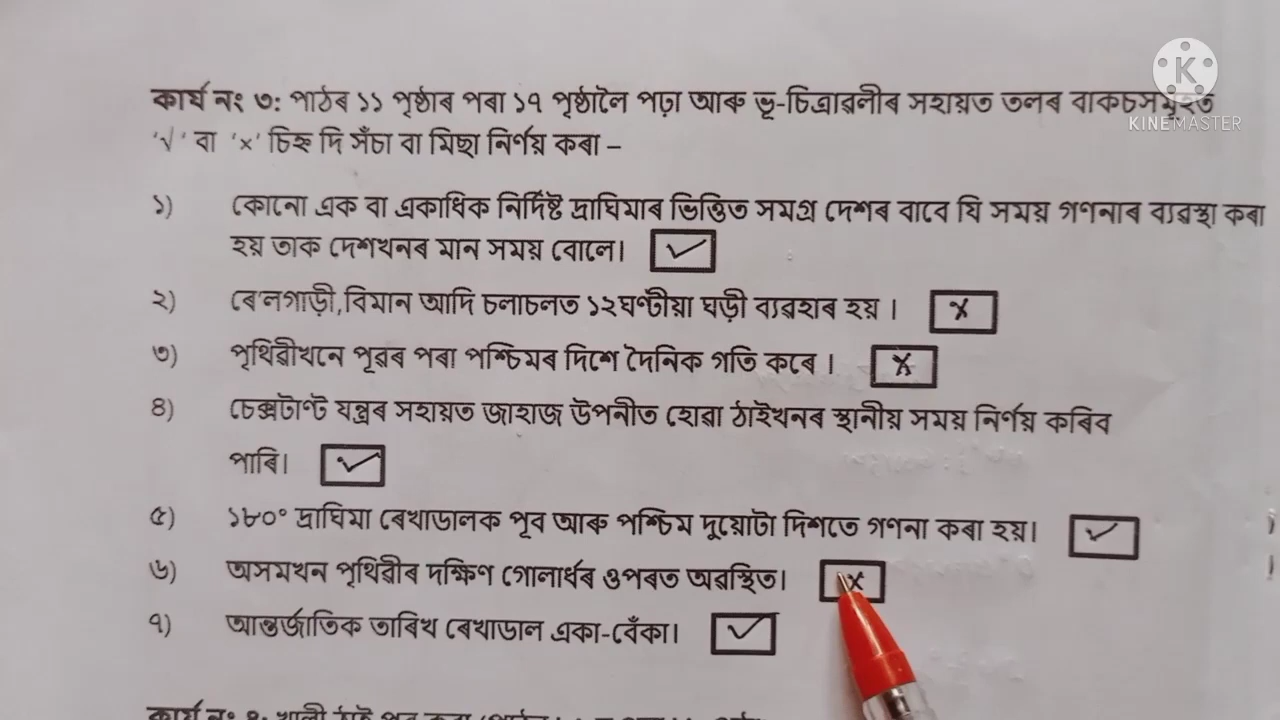 K
KINEMASTER
কাৰ্য নং ৩: পাঠৰ ১১ পৃষ্ঠাৰ পৰা ১৭ পৃষ্ঠালৈ পঢ়া আৰু ভূ-চিত্ৰাৱলীৰ সহায়ত তলৰ বাকচসমূহত
‘√’ বা ‘×’ চিহ্ন দি সঁচা বা মিছা নিৰ্ণয় কৰা –
১) কোনো এক বা একাধিক নিৰ্দিষ্ট দ্ৰাঘিমাৰ ভিত্তিত সমগ্ৰ দেশৰ বাবে যি সময় গণনাৰ ব্যৱস্থা কৰা
হয় তাক দেশখনৰ মান সময় বোলে। ✓
২) ৰে'লগাড়ী,বিমান আদি চলাচলত ১২ঘণ্টীয়া ঘড়ী ব্যৱহাৰ হয় । ×
৩) পৃথিৱীখনে পূৱৰ পৰা পশ্চিমৰ দিশে দৈনিক গতি কৰে । ×
৪) চেক্সটাণ্ট যন্ত্ৰৰ সহায়ত জাহাজ উপনীত হোৱা ঠাইখনৰ স্থানীয় সময় নিৰ্ণয় কৰিব
পাৰি। ✓
৫) ১৮০° দ্ৰাঘিমা ৰেখাডালক পূব আৰু পশ্চিম দুয়োটা দিশতে গণনা কৰা হয়। ✓
৬) অসমখন পৃথিৱীৰ দক্ষিণ গোলাৰ্ধৰ ওপৰত অৱস্থিত। ×
৭) আন্তৰ্জাতিক তাৰিখ ৰেখাডাল একা-বেঁকা। ✓
কাৰ্য নং ৪: খালী ঠাই পূৰ কৰা